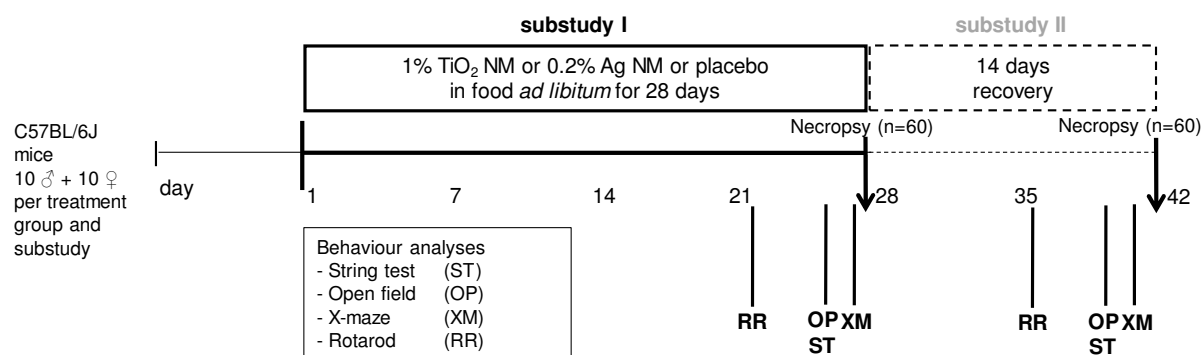 substudy I
substudy II
1% TiO2 NM or 0.2% Ag NM or placebo
in food ad libitum for 28 days
14 days
recovery
Necropsy (n=60)
Necropsy (n=60)
C57BL/6J
mice
10 ♂ + 10 ♀
per treatment
group and
substudy
day
1 7 14 21 28 35 42
Behaviour analyses
- String test (ST)
- Open field (OP)
- X-maze (XM)
- Rotarod (RR)
RR OP XM RR OP XM
ST ST